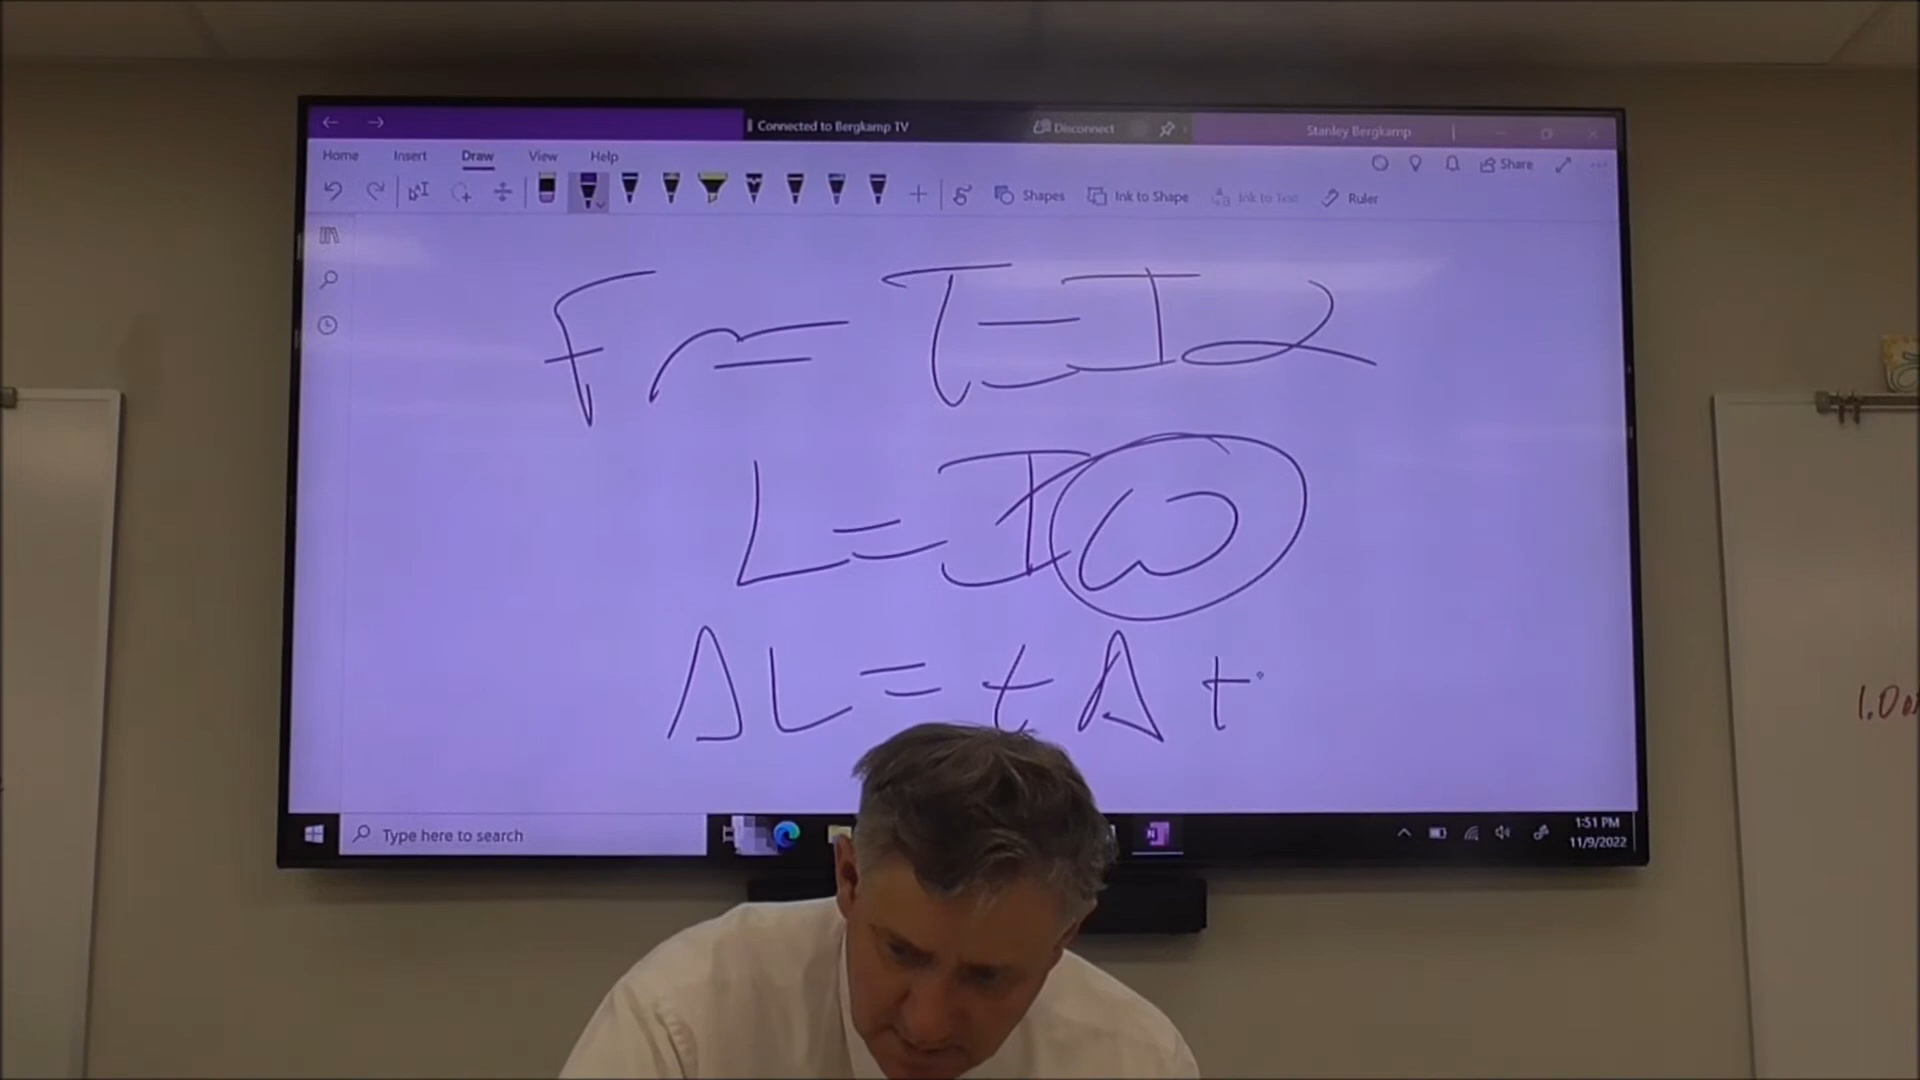 Connected to Bergkamp TV
Disconnect
Stanley Bergkamp
Home Insert Draw View Help
Share
Shapes
Ink to Shape
Ink to Text
Ruler
Fr = τ = Iα
L = Iω
ΔL = τΔt
Type here to search
1:51 PM
11/9/2022